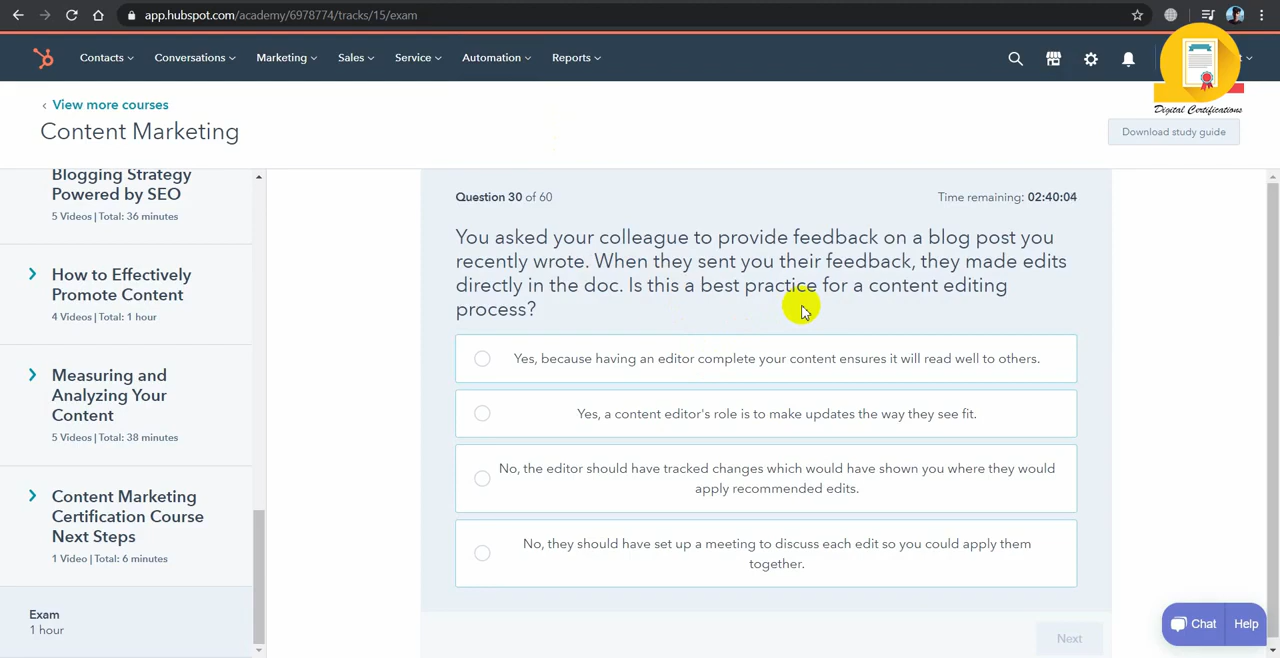 app.hubspot.com/academy/6978774/tracks/15/exam
Contacts Conversations Marketing Sales Service Automation Reports
Digital Certifications
View more courses
Content Marketing
Download study guide
Blogging Strategy
Powered by SEO
5 Videos | Total: 36 minutes
How to Effectively
Promote Content
4 Videos | Total: 1 hour
Measuring and
Analyzing Your
Content
5 Videos | Total: 38 minutes
Content Marketing
Certification Course
Next Steps
1 Video | Total: 6 minutes
Exam
1 hour
Question 30 of 60
Time remaining: 02:40:04
You asked your colleague to provide feedback on a blog post you
recently wrote. When they sent you their feedback, they made edits
directly in the doc. Is this a best practice for a content editing
process?
Yes, because having an editor complete your content ensures it will read well to others.
Yes, a content editor's role is to make updates the way they see fit.
No, the editor should have tracked changes which would have shown you where they would
apply recommended edits.
No, they should have set up a meeting to discuss each edit so you could apply them
together.
Next
Chat
Help